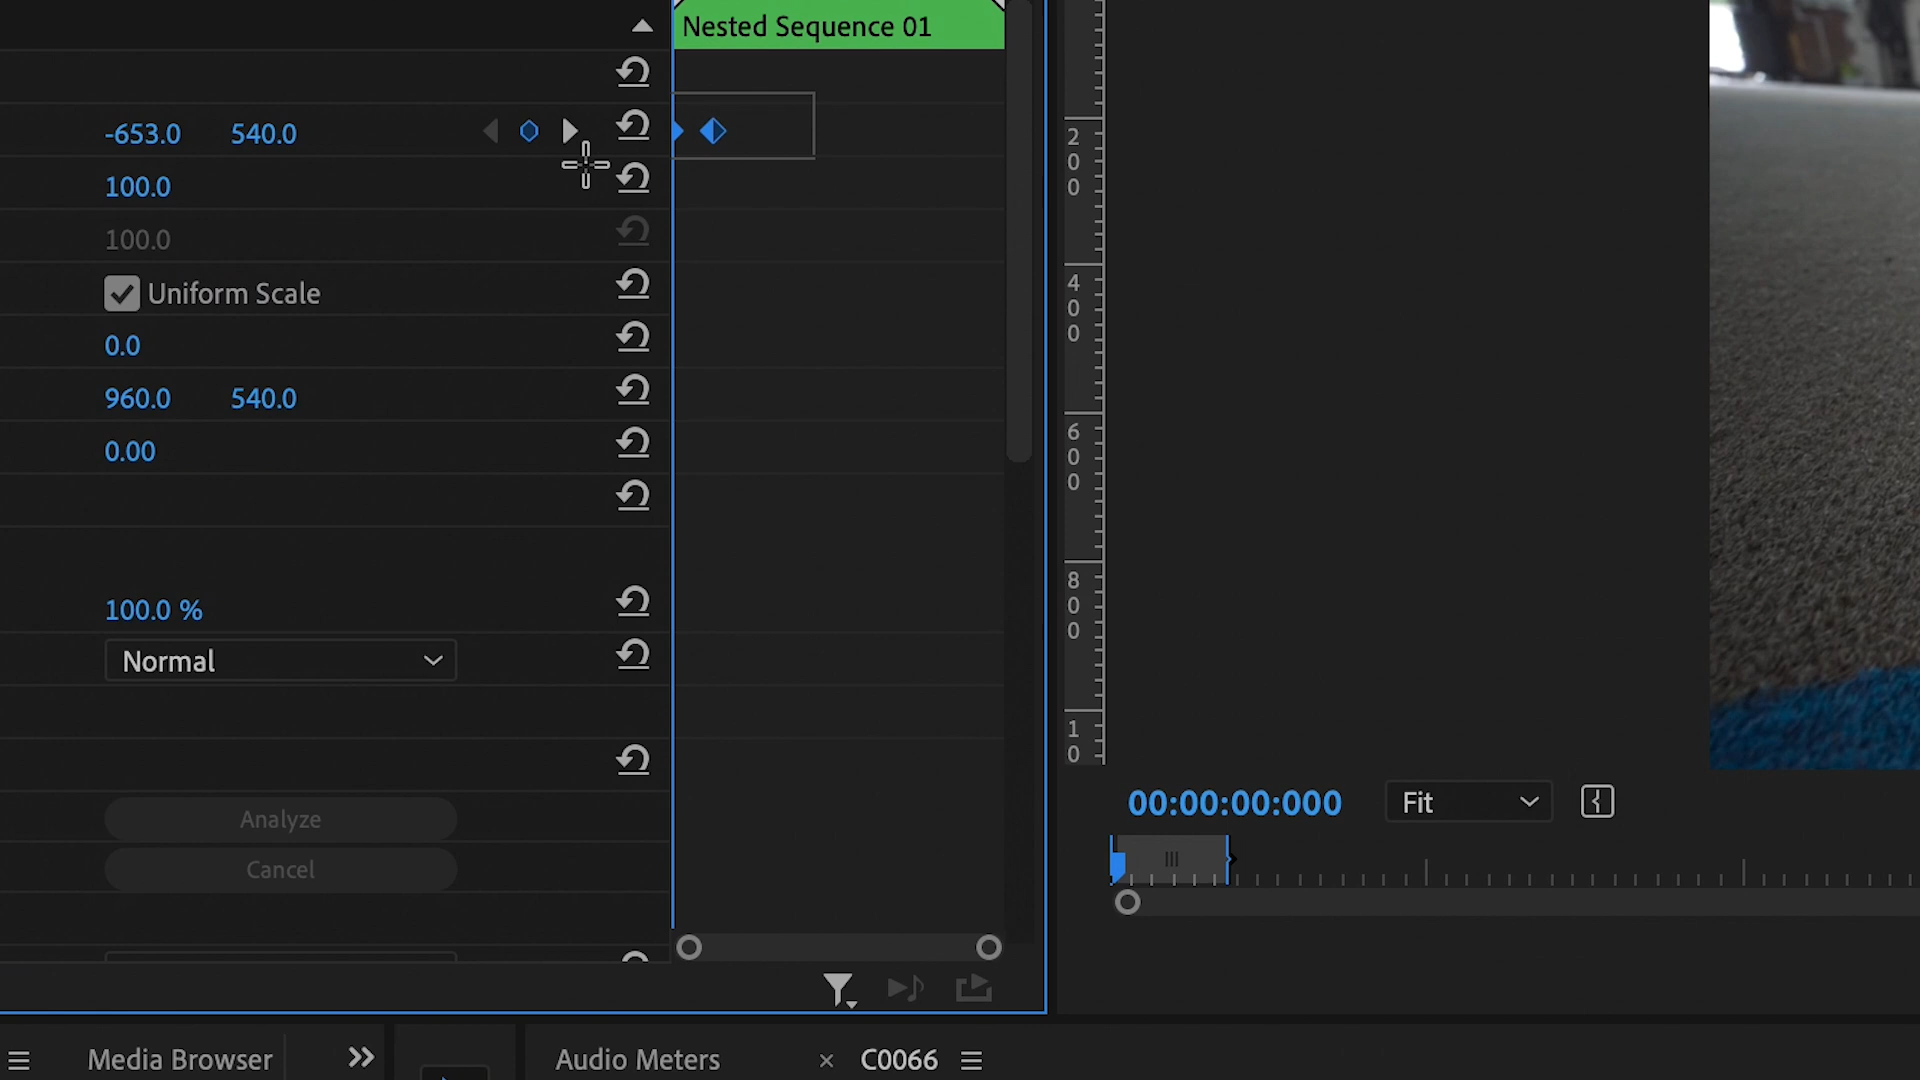 Nested Sequence 01
-653.0 540.0
100.0
100.0
Uniform Scale
0.0
960.0 540.0
0.00
100.0 %
Normal
Analyze
Cancel
200
400
600
800
10
00:00:00:000 Fit
Media Browser
Audio Meters
C0066